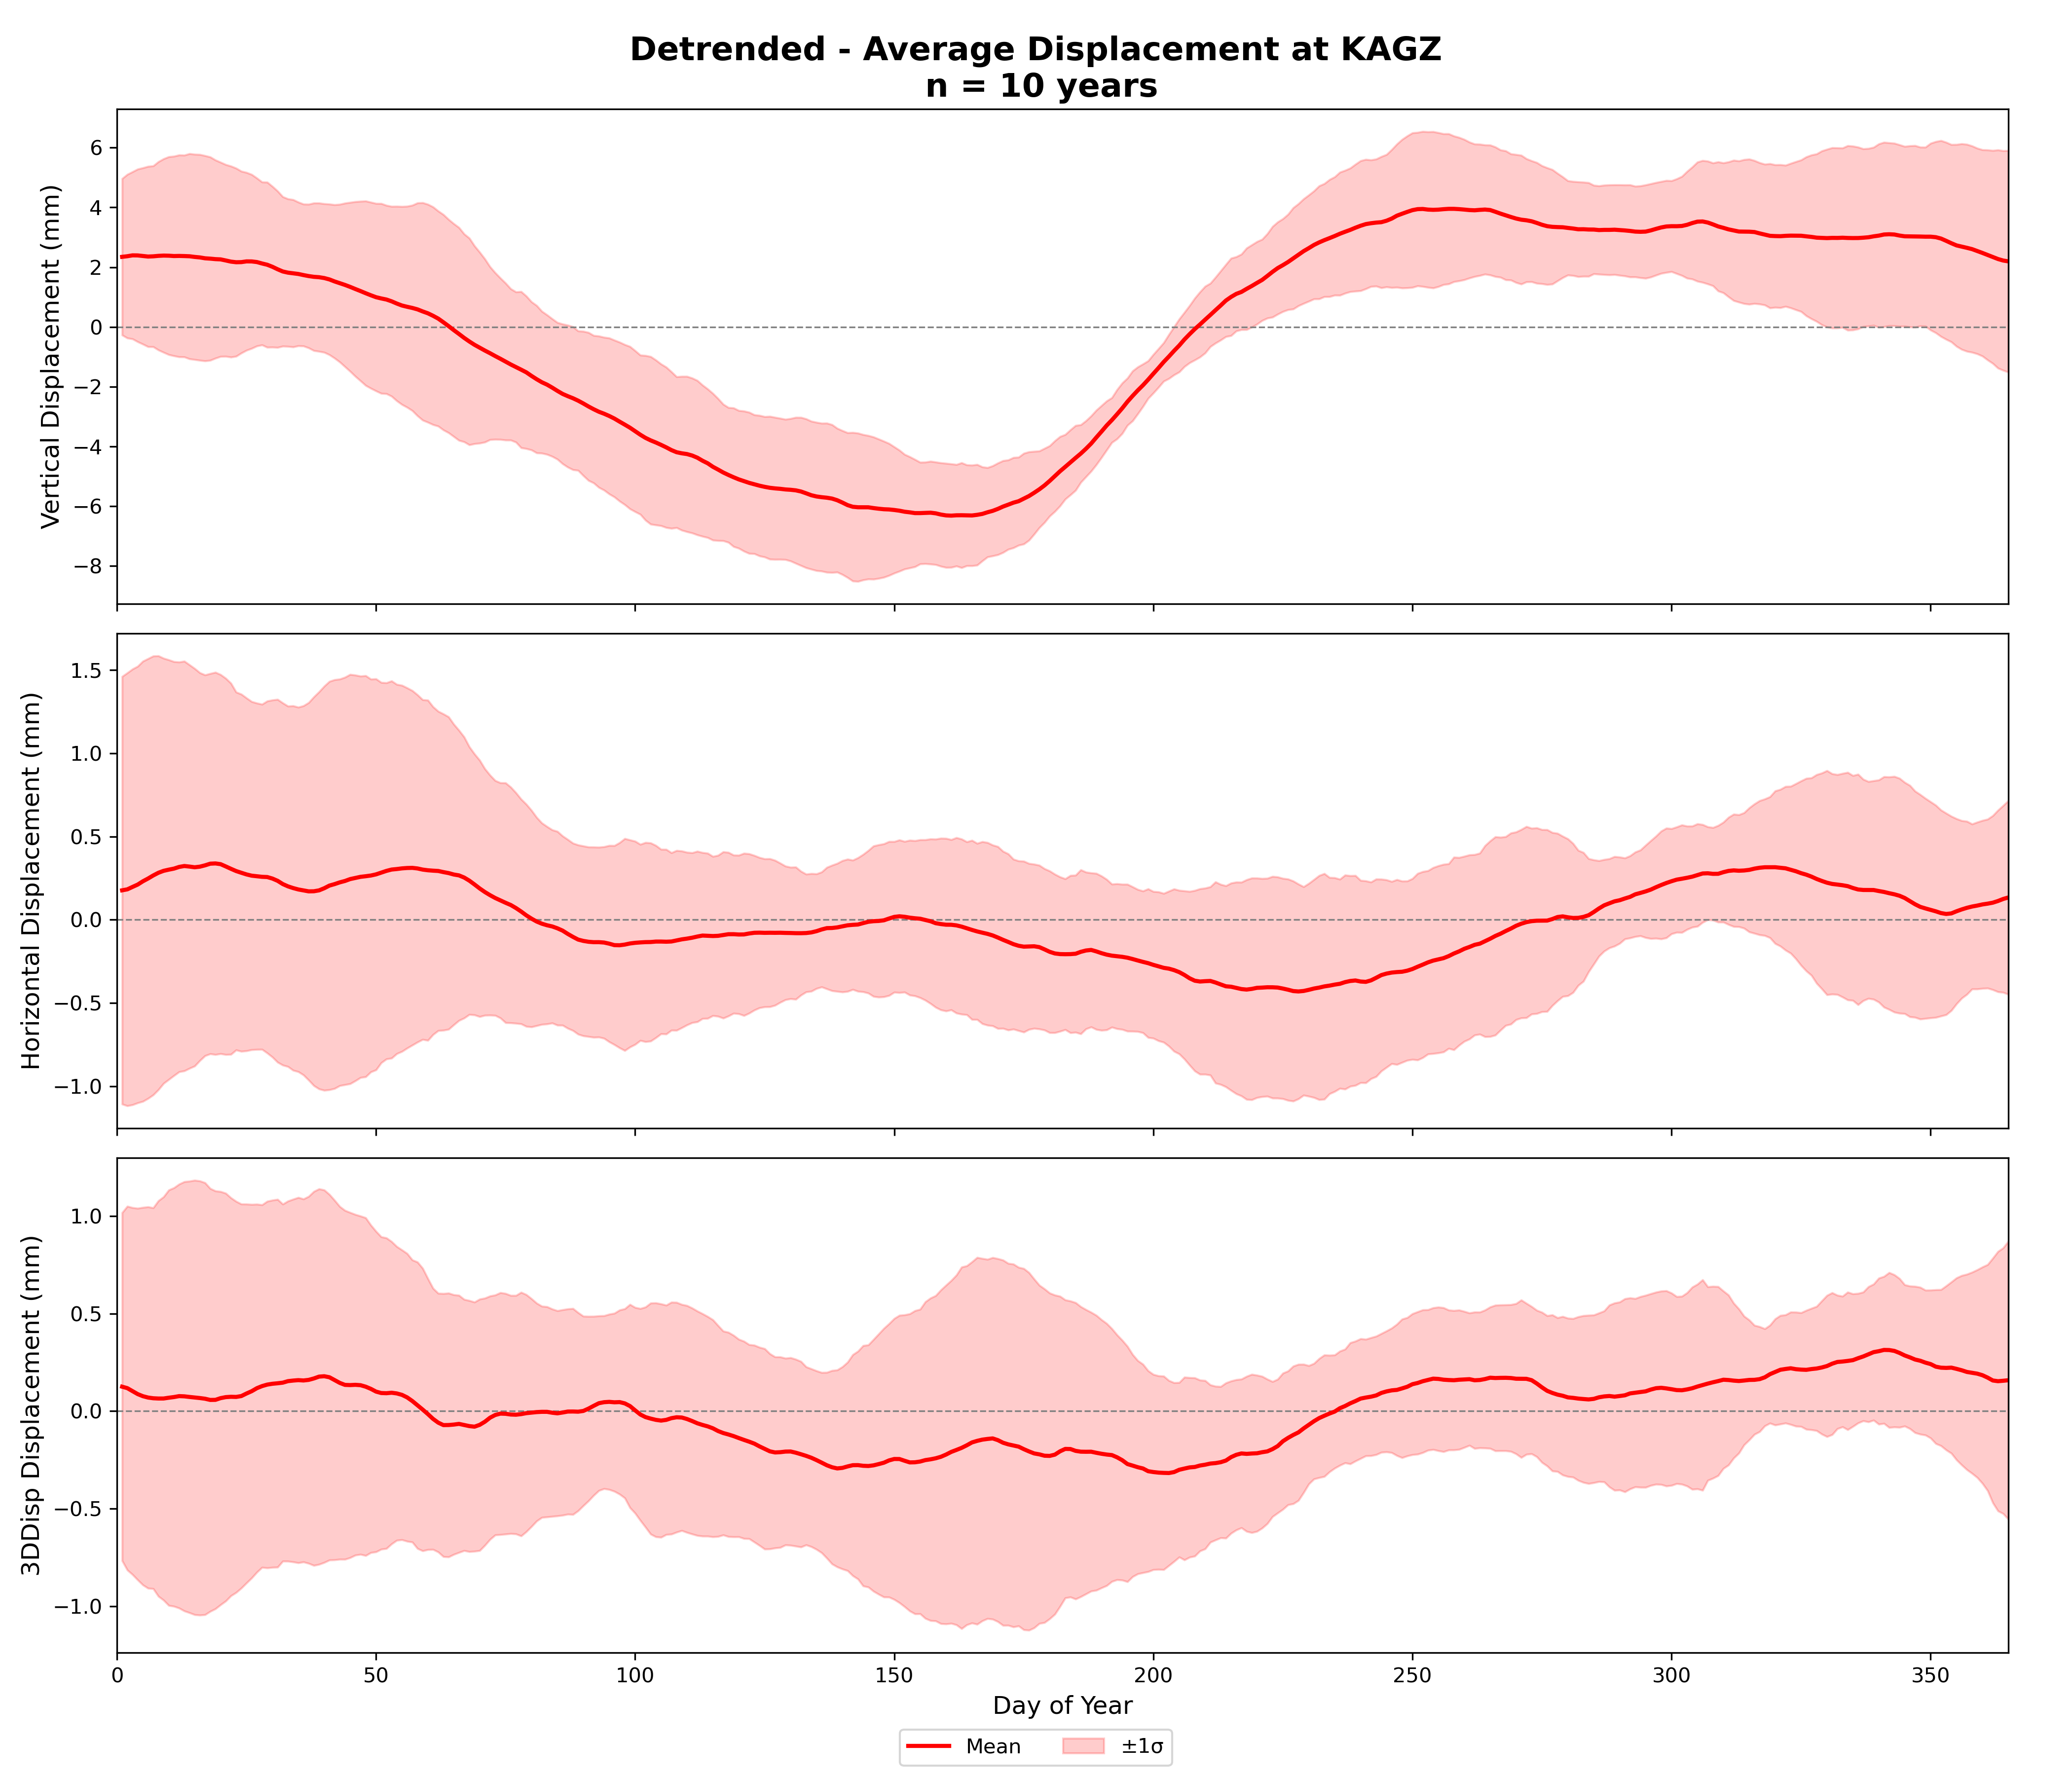 Detrended - Average Displacement at KAGZ
n = 10 years
Vertical Displacement (mm)
6
4
2
0
−2
−4
−6
−8
Horizontal Displacement (mm)
1.5
1.0
0.5
0.0
−0.5
−1.0
3DDisp Displacement (mm)
1.0
0.5
0.0
−0.5
−1.0
0 50 100 150 200 250 300 350
Day of Year
Mean ±1σ